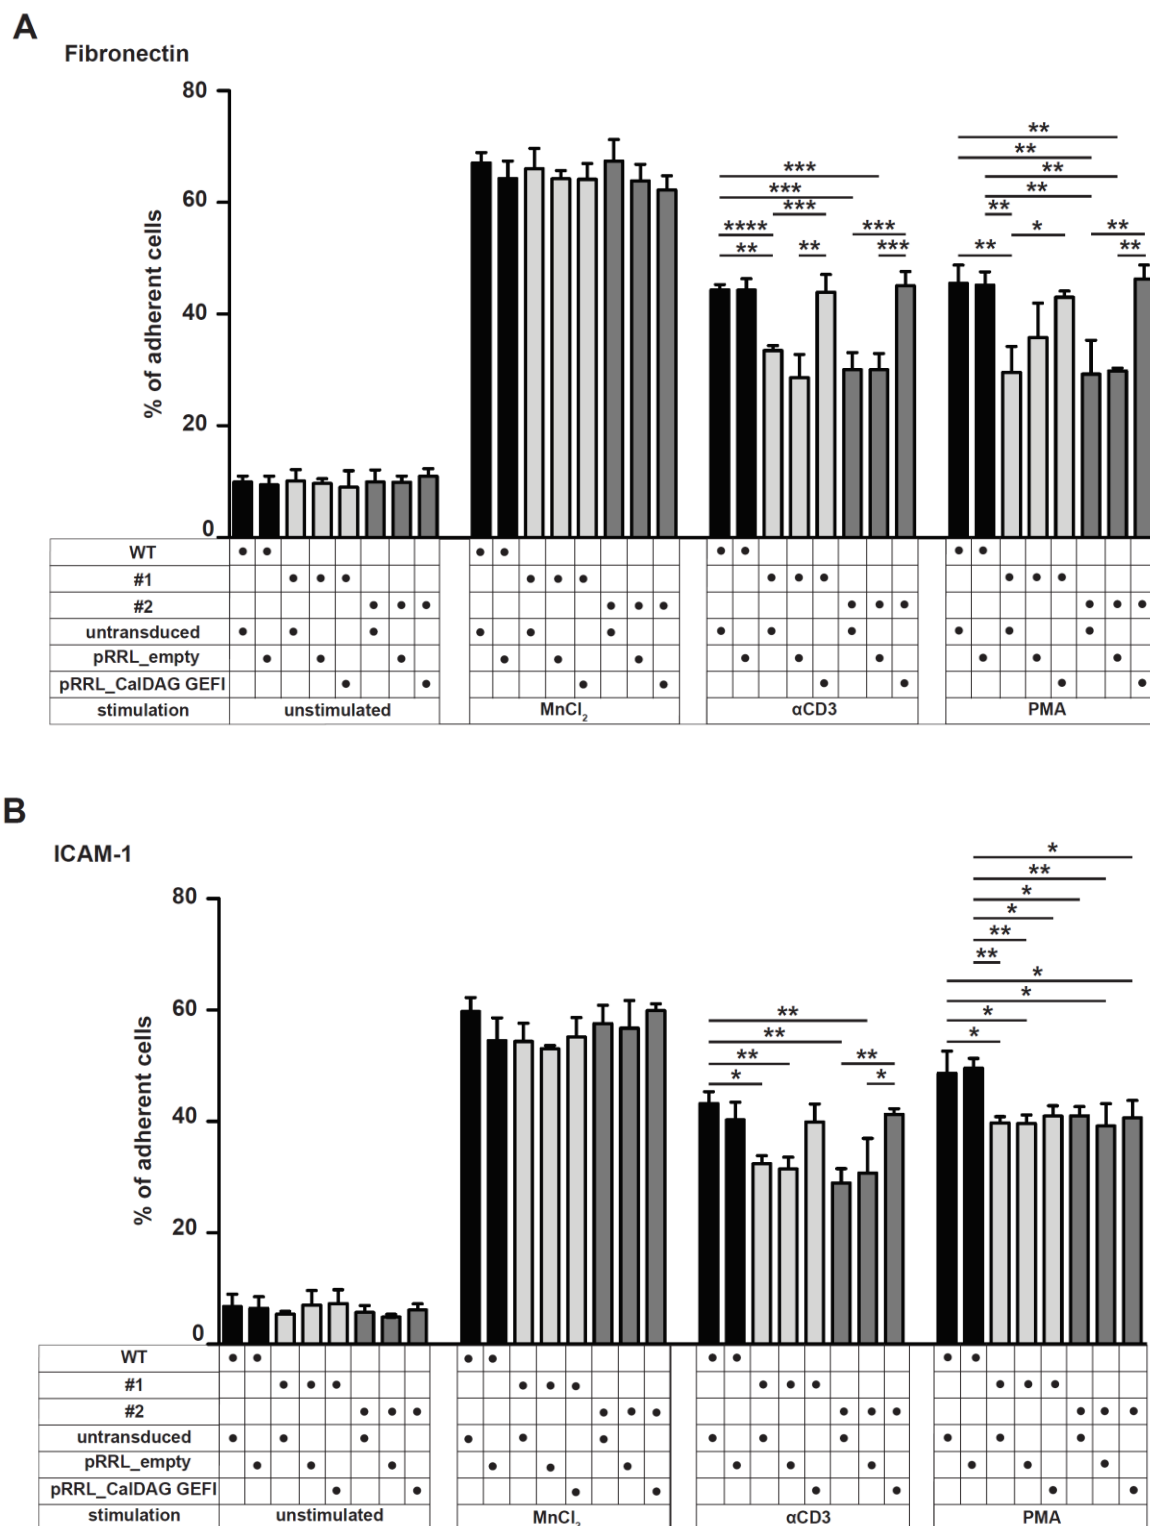 A
Fibronectin
80
60
40
20
0
% of adherent cells
** ** ** ** ** * ** ** **
*** *** *** **** ** ** *** ***
WT
#1
#2
untransduced
pRRL_empty
pRRL_CalDAG GEFI
stimulation unstimulated MnCl2 αCD3 PMA
B
ICAM-1
80
60
40
20
0
% of adherent cells
* ** * * ** ** * * * *
** ** ** * ** *
WT
#1
#2
untransduced
pRRL_empty
pRRL_CalDAG GEFI
stimulation unstimulated MnCl2 αCD3 PMA